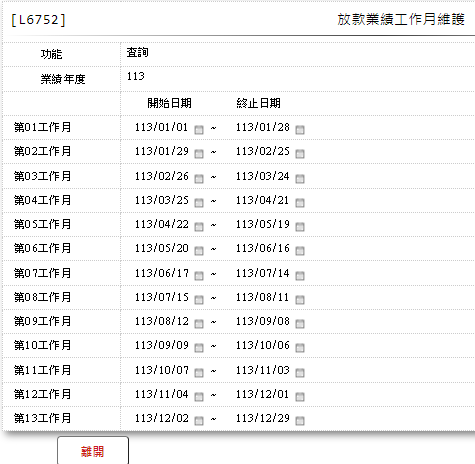 [L6752] 放款業績工作月維護
功能 查詢
業績年度 113
開始日期 終止日期
第01工作月 113/01/01 ~ 113/01/28
第02工作月 113/01/29 ~ 113/02/25
第03工作月 113/02/26 ~ 113/03/24
第04工作月 113/03/25 ~ 113/04/21
第05工作月 113/04/22 ~ 113/05/19
第06工作月 113/05/20 ~ 113/06/16
第07工作月 113/06/17 ~ 113/07/14
第08工作月 113/07/15 ~ 113/08/11
第09工作月 113/08/12 ~ 113/09/08
第10工作月 113/09/09 ~ 113/10/06
第11工作月 113/10/07 ~ 113/11/03
第12工作月 113/11/04 ~ 113/12/01
第13工作月 113/12/02 ~ 113/12/29
離開